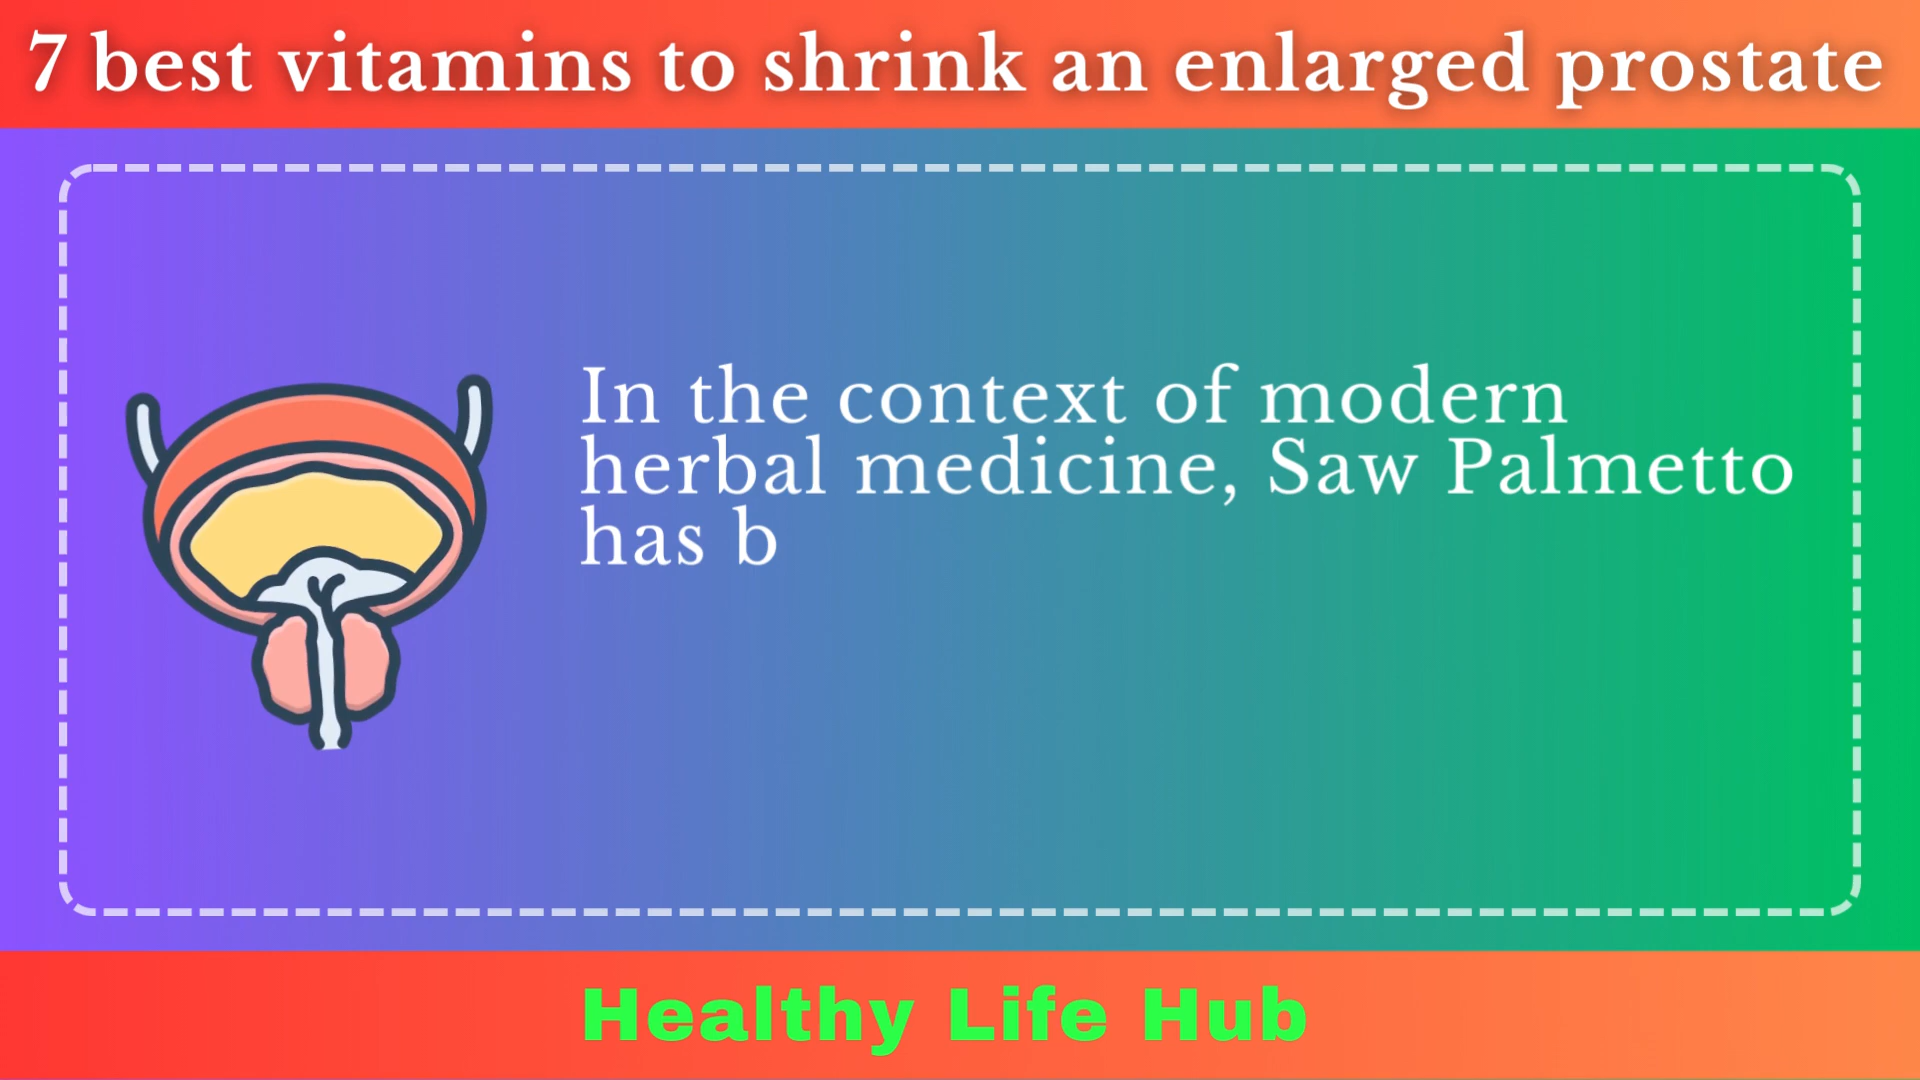 7 best vitamins to shrink an enlarged prostate
In the context of modern
herbal medicine, Saw Palmetto
has b
Healthy Life Hub